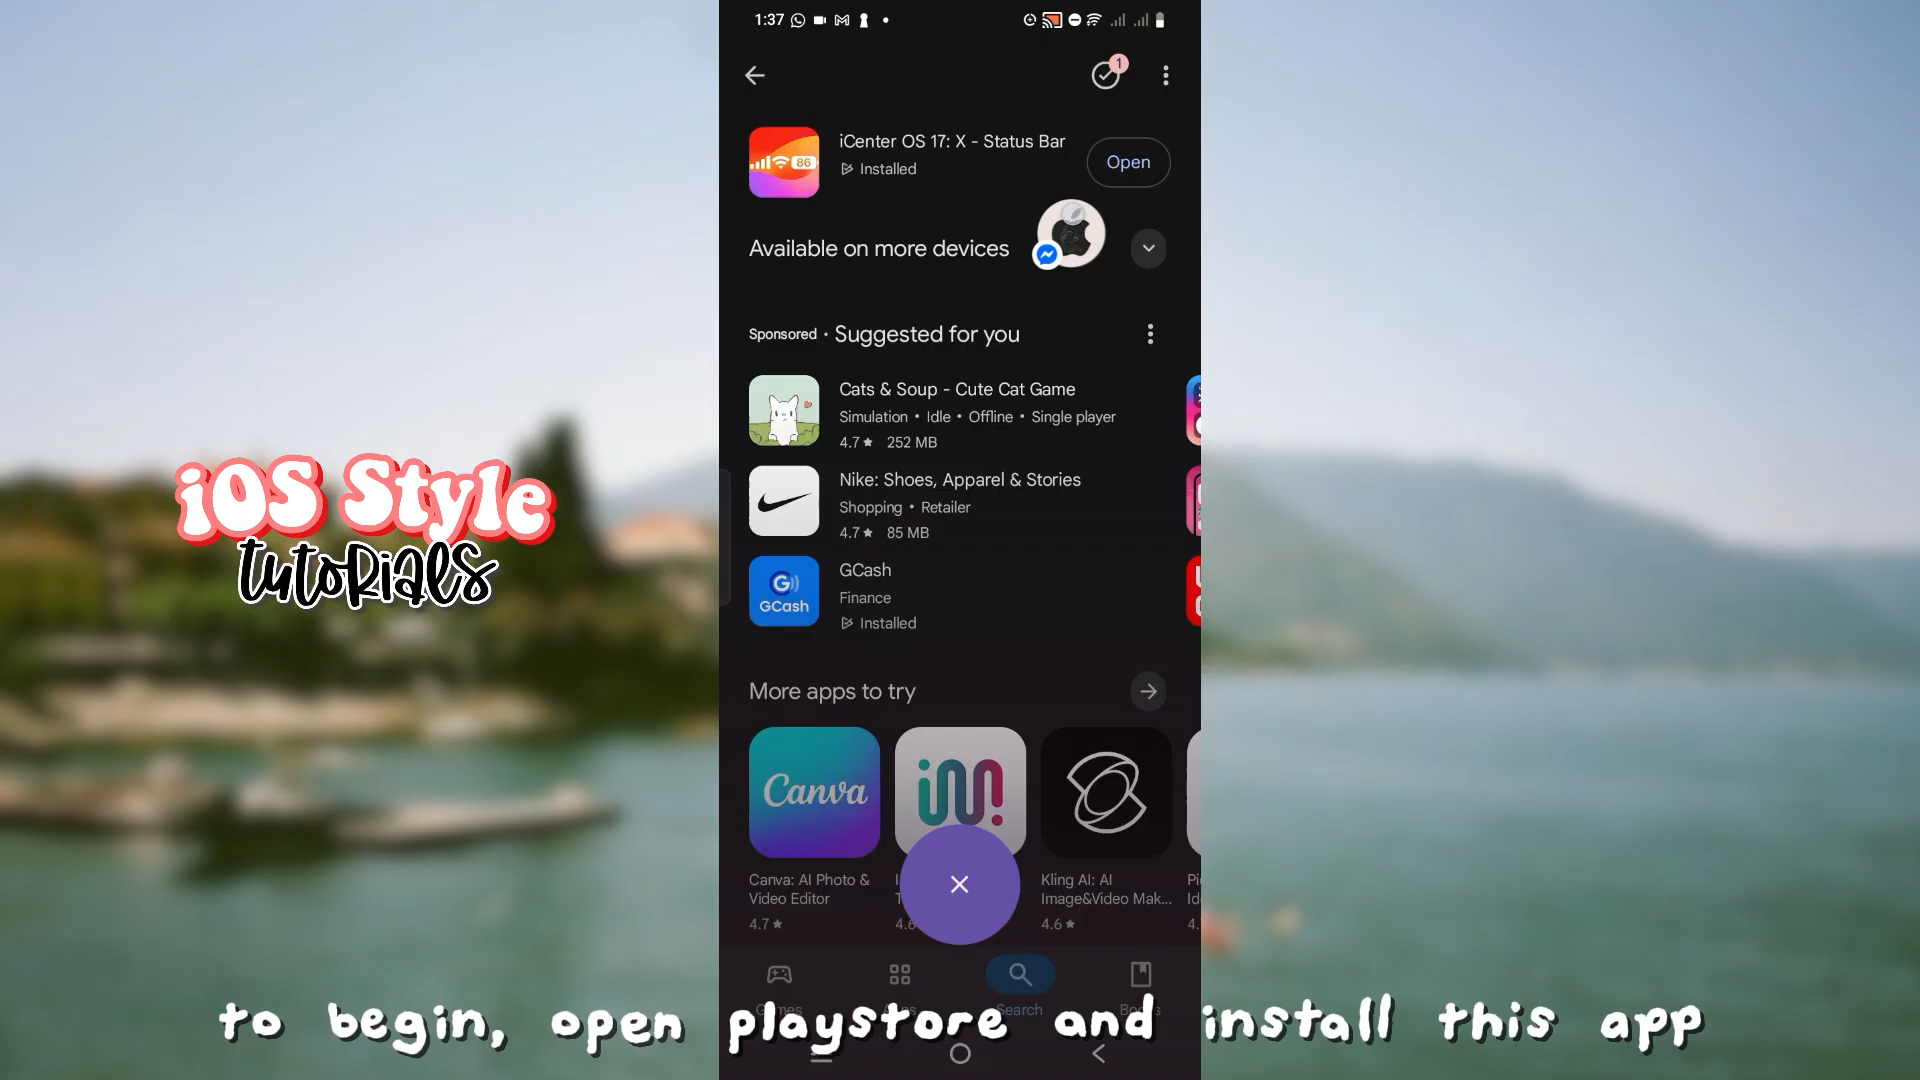 1:37
1
iCenter OS 17: X - Status Bar
Installed
Open
86
Available on more devices
Sponsored • Suggested for you
Cats & Soup - Cute Cat Game
Simulation • Idle • Offline • Single player
4.7★ 252 MB
Nike: Shoes, Apparel & Stories
Shopping • Retailer
4.7★ 85 MB
GCash
Finance
Installed
G
GCash
iOS Style
tutorials
More apps to try
Canva
Canva: AI Photo &
Video Editor
4.7★
Kling AI: AI
Image&Video Mak...
4.6★
Search
to begin, open playstore and install this app